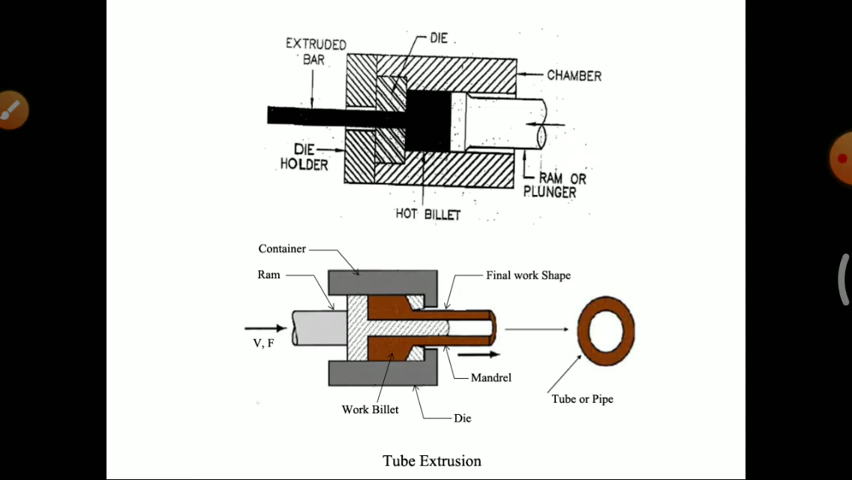 EXTRUDED
BAR
DIE
CHAMBER
DIE
HOLDER
RAM OR
PLUNGER
HOT BILLET
Container
Ram
Final work Shape
V, F
Mandrel
Tube or Pipe
Work Billet
Die
Tube Extrusion